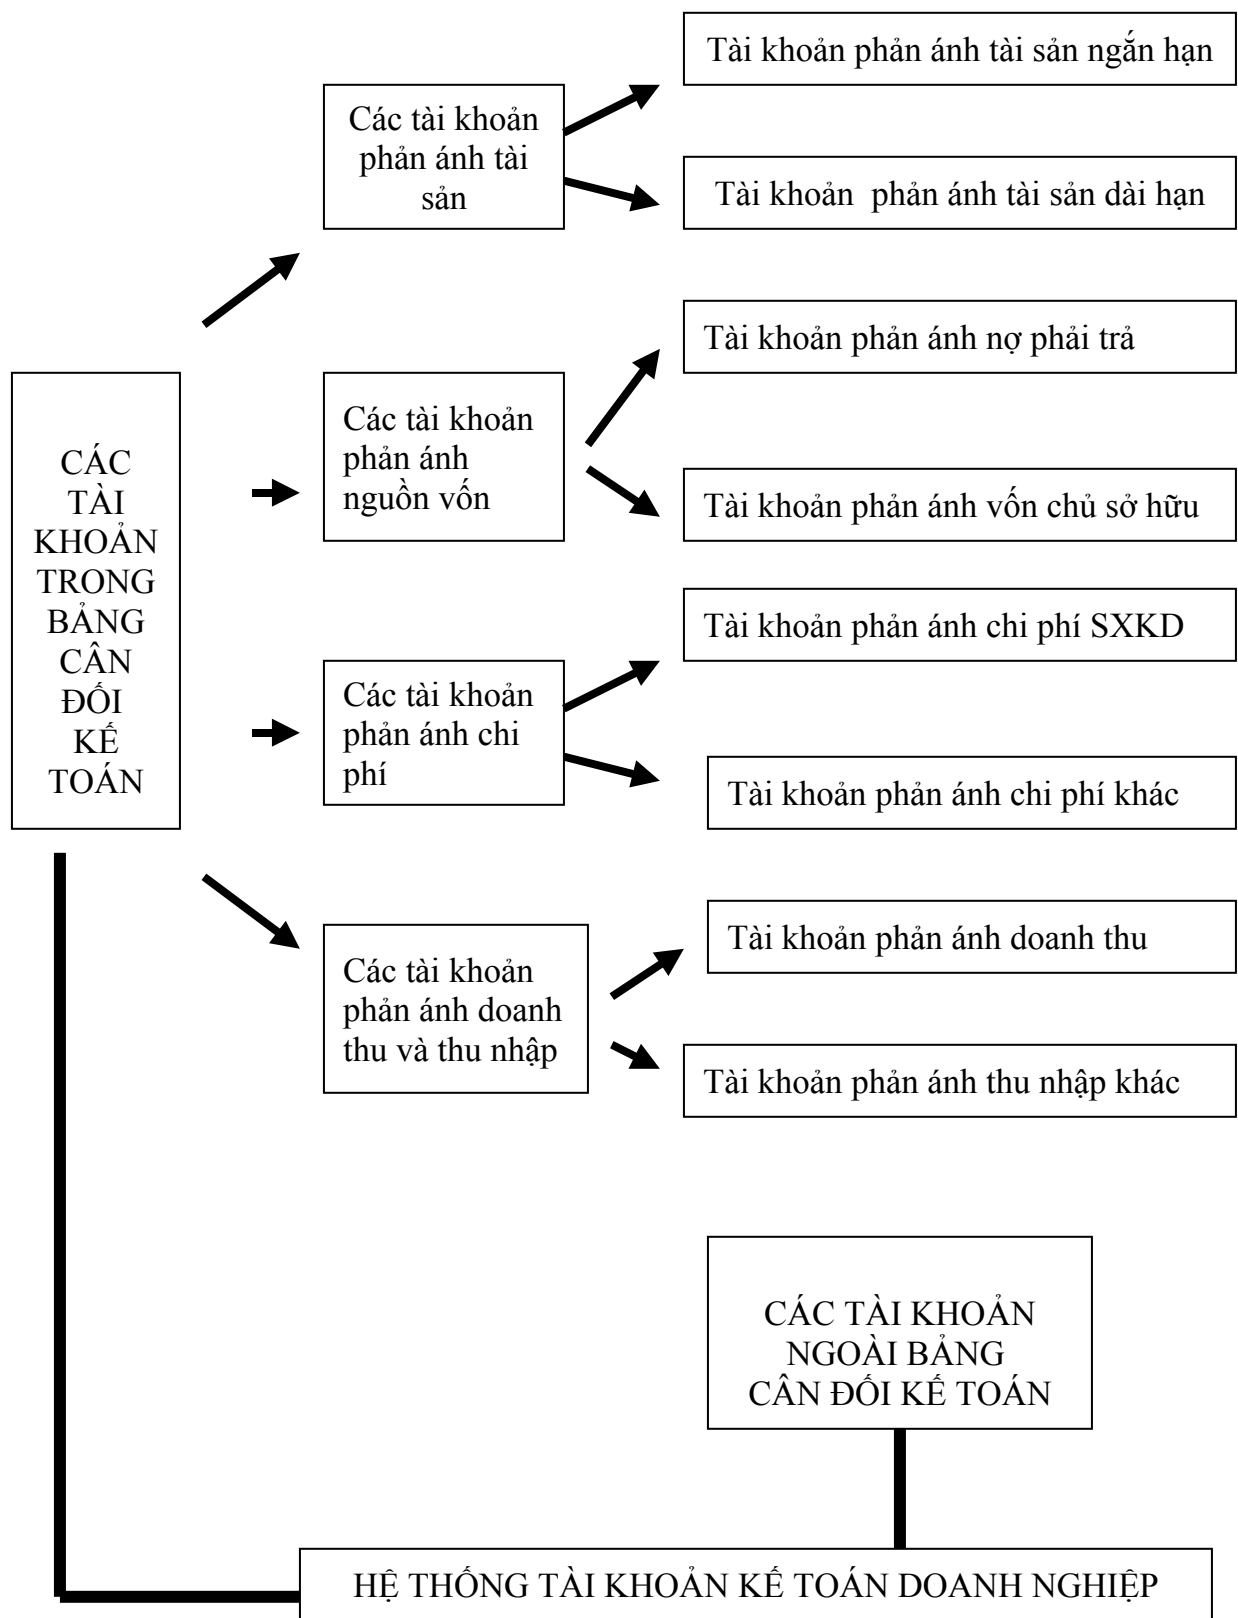 Tài khoản phản ánh tài sản ngắn hạn
Các tài khoản
phản ánh tài
sản
Tài khoản phản ánh tài sản dài hạn
Tài khoản phản ánh nợ phải trả
CÁC
TÀI
KHOẢN
TRONG
BẢNG
CÂN
ĐỐI
KẾ
TOÁN
Các tài khoản
phản ánh
nguồn vốn
Tài khoản phản ánh vốn chủ sở hữu
Tài khoản phản ánh chi phí SXKD
Các tài khoản
phản ánh chi
phí
Tài khoản phản ánh chi phí khác
Tài khoản phản ánh doanh thu
Các tài khoản
phản ánh doanh
thu và thu nhập
Tài khoản phản ánh thu nhập khác
CÁC TÀI KHOẢN
NGOÀI BẢNG
CÂN ĐỐI KẾ TOÁN
HỆ THỐNG TÀI KHOẢN KẾ TOÁN DOANH NGHIỆP